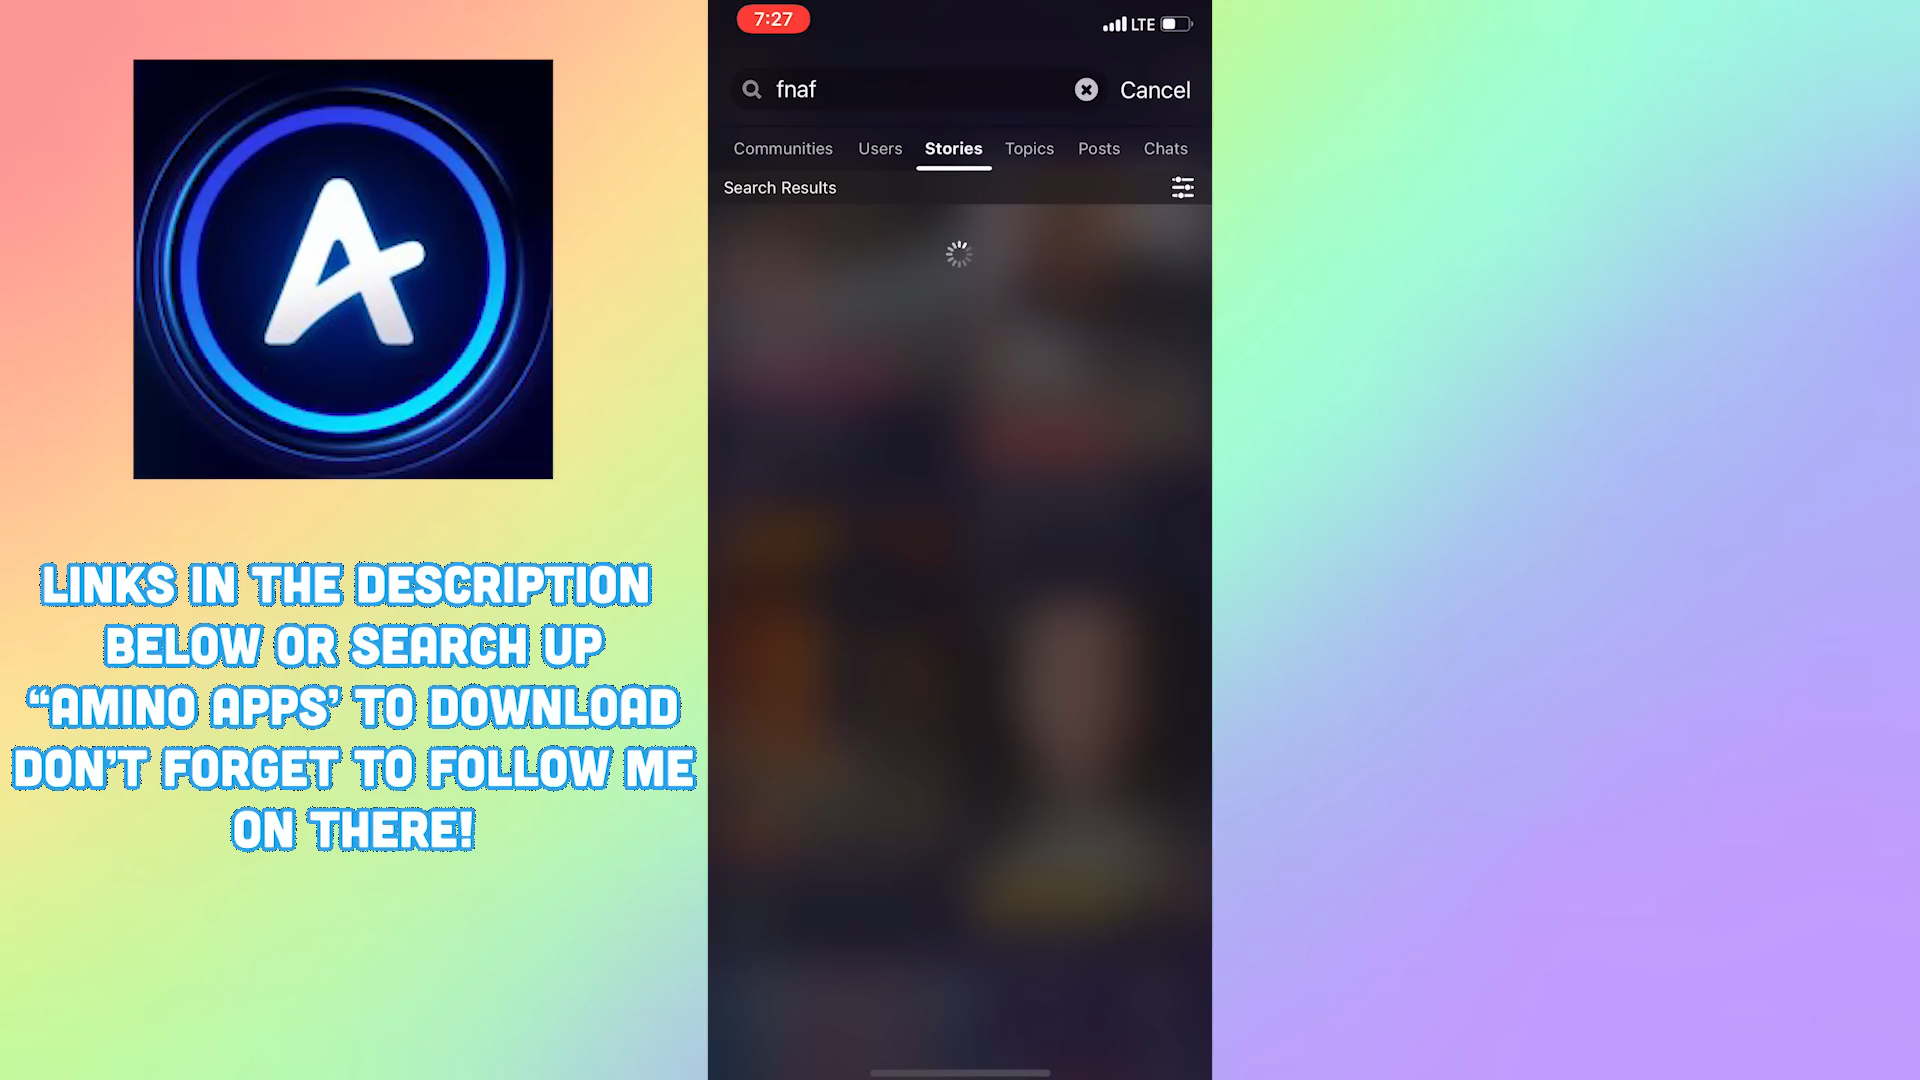 7:27
LTE
fnaf
Cancel
Communities Users Stories Topics Posts Chats
Search Results
A
LINKS IN THE DESCRIPTION
BELOW OR SEARCH UP
“AMINO APPS’ TO DOWNLOAD
DON’T FORGET TO FOLLOW ME
ON THERE!